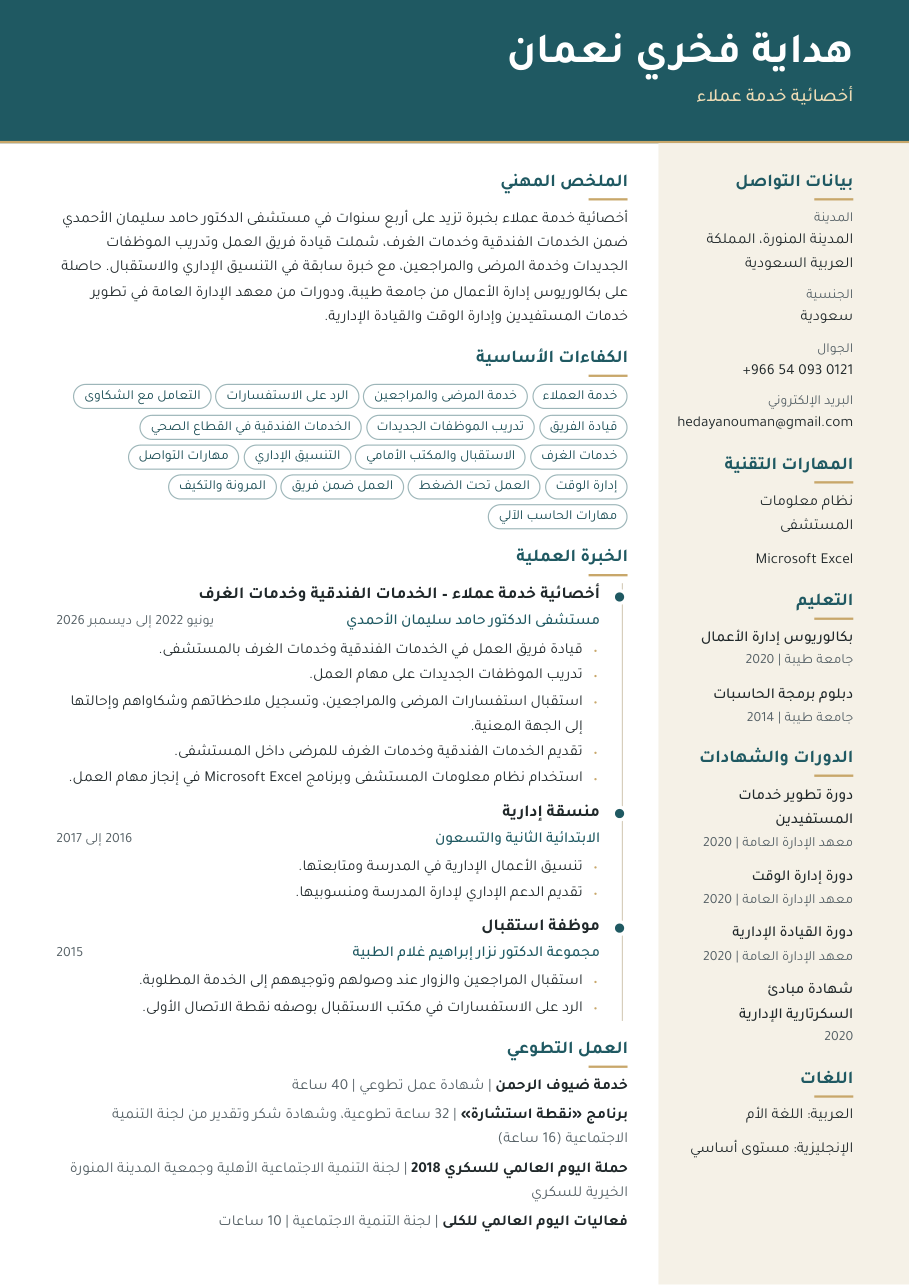 هداية فخري نعمان
أخصائية خدمة عملاء
بيانات التواصل
المدينة
المدينة المنورة، المملكة
العربية السعودية
الجنسية
سعودية
الجوال
+966 54 093 0121
البريد الإلكتروني
hedayanouman@gmail.com
المهارات التقنية
نظام معلومات
المستشفى
Microsoft Excel
التعليم
بكالوريوس إدارة الأعمال
جامعة طيبة | 2020
دبلوم برمجة الحاسبات
جامعة طيبة | 2014
الدورات والشهادات
دورة تطوير خدمات
المستفيدين
معهد الإدارة العامة | 2020
دورة إدارة الوقت
معهد الإدارة العامة | 2020
دورة القيادة الإدارية
معهد الإدارة العامة | 2020
شهادة مبادئ
السكرتارية الإدارية
2020
اللغات
العربية: اللغة الأم
الإنجليزية: مستوى أساسي
الملخص المهني
أخصائية خدمة عملاء بخبرة تزيد على أربع سنوات في مستشفى الدكتور حامد سليمان الأحمدي
ضمن الخدمات الفندقية وخدمات الغرف، شملت قيادة فريق العمل وتدريب الموظفات
الجديدات وخدمة المرضى والمراجعين، مع خبرة سابقة في التنسيق الإداري والاستقبال. حاصلة
على بكالوريوس إدارة الأعمال من جامعة طيبة، ودورات من معهد الإدارة العامة في تطوير
خدمات المستفيدين وإدارة الوقت والقيادة الإدارية.
الكفاءات الأساسية
خدمة العملاء خدمة المرضى والمراجعين الرد على الاستفسارات التعامل مع الشكاوى
قيادة الفريق تدريب الموظفات الجديدات الخدمات الفندقية في القطاع الصحي
خدمات الغرف الاستقبال والمكتب الأمامي التنسيق الإداري مهارات التواصل
إدارة الوقت العمل تحت الضغط العمل ضمن فريق المرونة والتكيف
مهارات الحاسب الآلي
الخبرة العملية
أخصائية خدمة عملاء - الخدمات الفندقية وخدمات الغرف
مستشفى الدكتور حامد سليمان الأحمدي يونيو 2022 إلى ديسمبر 2026
· قيادة فريق العمل في الخدمات الفندقية وخدمات الغرف بالمستشفى.
· تدريب الموظفات الجديدات على مهام العمل.
· استقبال استفسارات المرضى والمراجعين، وتسجيل ملاحظاتهم وشكاواهم وإحالتها
إلى الجهة المعنية.
· تقديم الخدمات الفندقية وخدمات الغرف للمرضى داخل المستشفى.
· استخدام نظام معلومات المستشفى وبرنامج Microsoft Excel في إنجاز مهام العمل.
منسقة إدارية
الابتدائية الثانية والتسعون 2016 إلى 2017
· تنسيق الأعمال الإدارية في المدرسة ومتابعتها.
· تقديم الدعم الإداري لإدارة المدرسة ومنسوبيها.
موظفة استقبال
مجموعة الدكتور نزار إبراهيم غلام الطبية 2015
· استقبال المراجعين والزوار عند وصولهم وتوجيههم إلى الخدمة المطلوبة.
· الرد على الاستفسارات في مكتب الاستقبال بوصفه نقطة الاتصال الأولى.
العمل التطوعي
خدمة ضيوف الرحمن | شهادة عمل تطوعي | 40 ساعة
برنامج «نقطة استشارة» | 32 ساعة تطوعية، وشهادة شكر وتقدير من لجنة التنمية
الاجتماعية (16 ساعة)
حملة اليوم العالمي للسكري 2018 | لجنة التنمية الاجتماعية الأهلية وجمعية المدينة المنورة
الخيرية للسكري
فعاليات اليوم العالمي للكلى | لجنة التنمية الاجتماعية | 10 ساعات